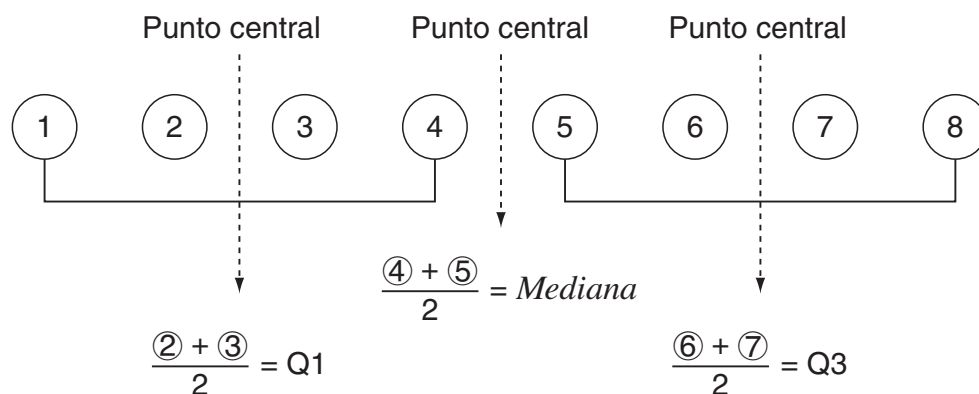 Punto central Punto central Punto central
1 2 3 4 5 6 7 8
④ + ⑤
2
= Mediana
② + ③
2
= Q1
⑥ + ⑦
2
= Q3